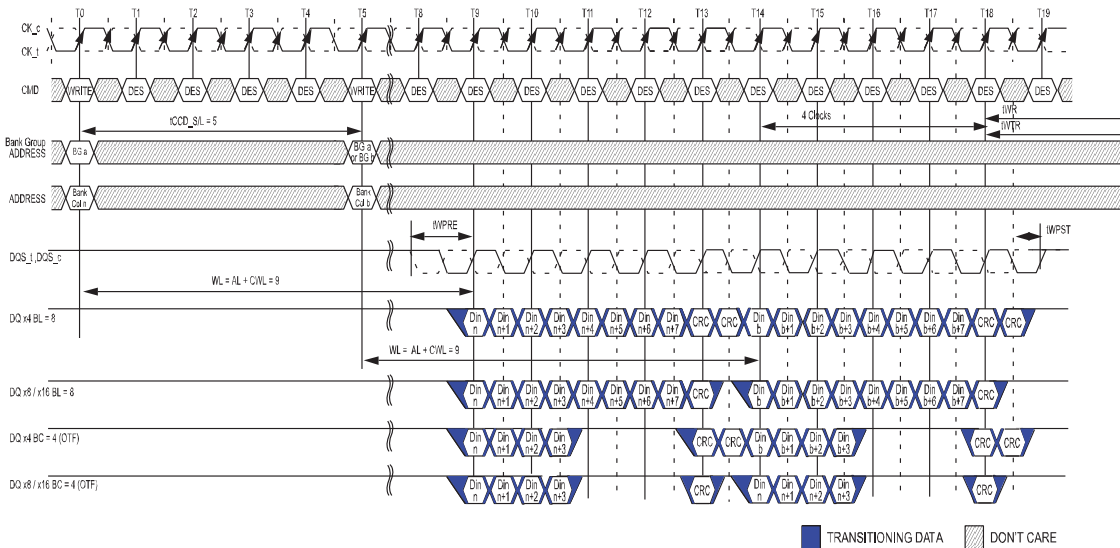 T0 T1 T2 T3 T4 T5 T8 T9 T10 T11 T12 T13 T14 T15 T16 T17 T18 T19
CK_c
CK_t
CMD WRITE DES DES DES DES WRITE DES DES DES DES DES DES DES DES DES DES DES DES
tCCD_S/L = 5 4 Clocks tWR
tWTR
Bank Group
ADDRESS BG a BG a
or BG b
ADDRESS Bank
Col n Bank
Col b
tWPRE tWPST
DQS_t ,DQS_c
WL = AL + CWL = 9
DQ x4 BL = 8 Din
n Din
n+1 Din
n+2 Din
n+3 Din
n+4 Din
n+5 Din
n+6 Din
n+7 CRC CRC Din
b Din
b+1 Din
b+2 Din
b+3 Din
b+4 Din
b+5 Din
b+6 Din
b+7 CRC CRC
WL = AL + CWL = 9
DQ x8 / x16 BL = 8 Din
n Din
n+1 Din
n+2 Din
n+3 Din
n+4 Din
n+5 Din
n+6 Din
n+7 CRC Din
b Din
b+1 Din
b+2 Din
b+3 Din
b+4 Din
b+5 Din
b+6 Din
b+7 CRC
DQ x4 BC = 4 (OTF) Din
n Din
n+1 Din
n+2 Din
n+3 CRC CRC Din
b Din
b+1 Din
b+2 Din
b+3 CRC CRC
DQ x8 / x16 BC = 4 (OTF) Din
n Din
n+1 Din
n+2 Din
n+3 CRC Din
b Din
b+1 Din
b+2 Din
b+3 CRC
TRANSITIONING DATA DON'T CARE